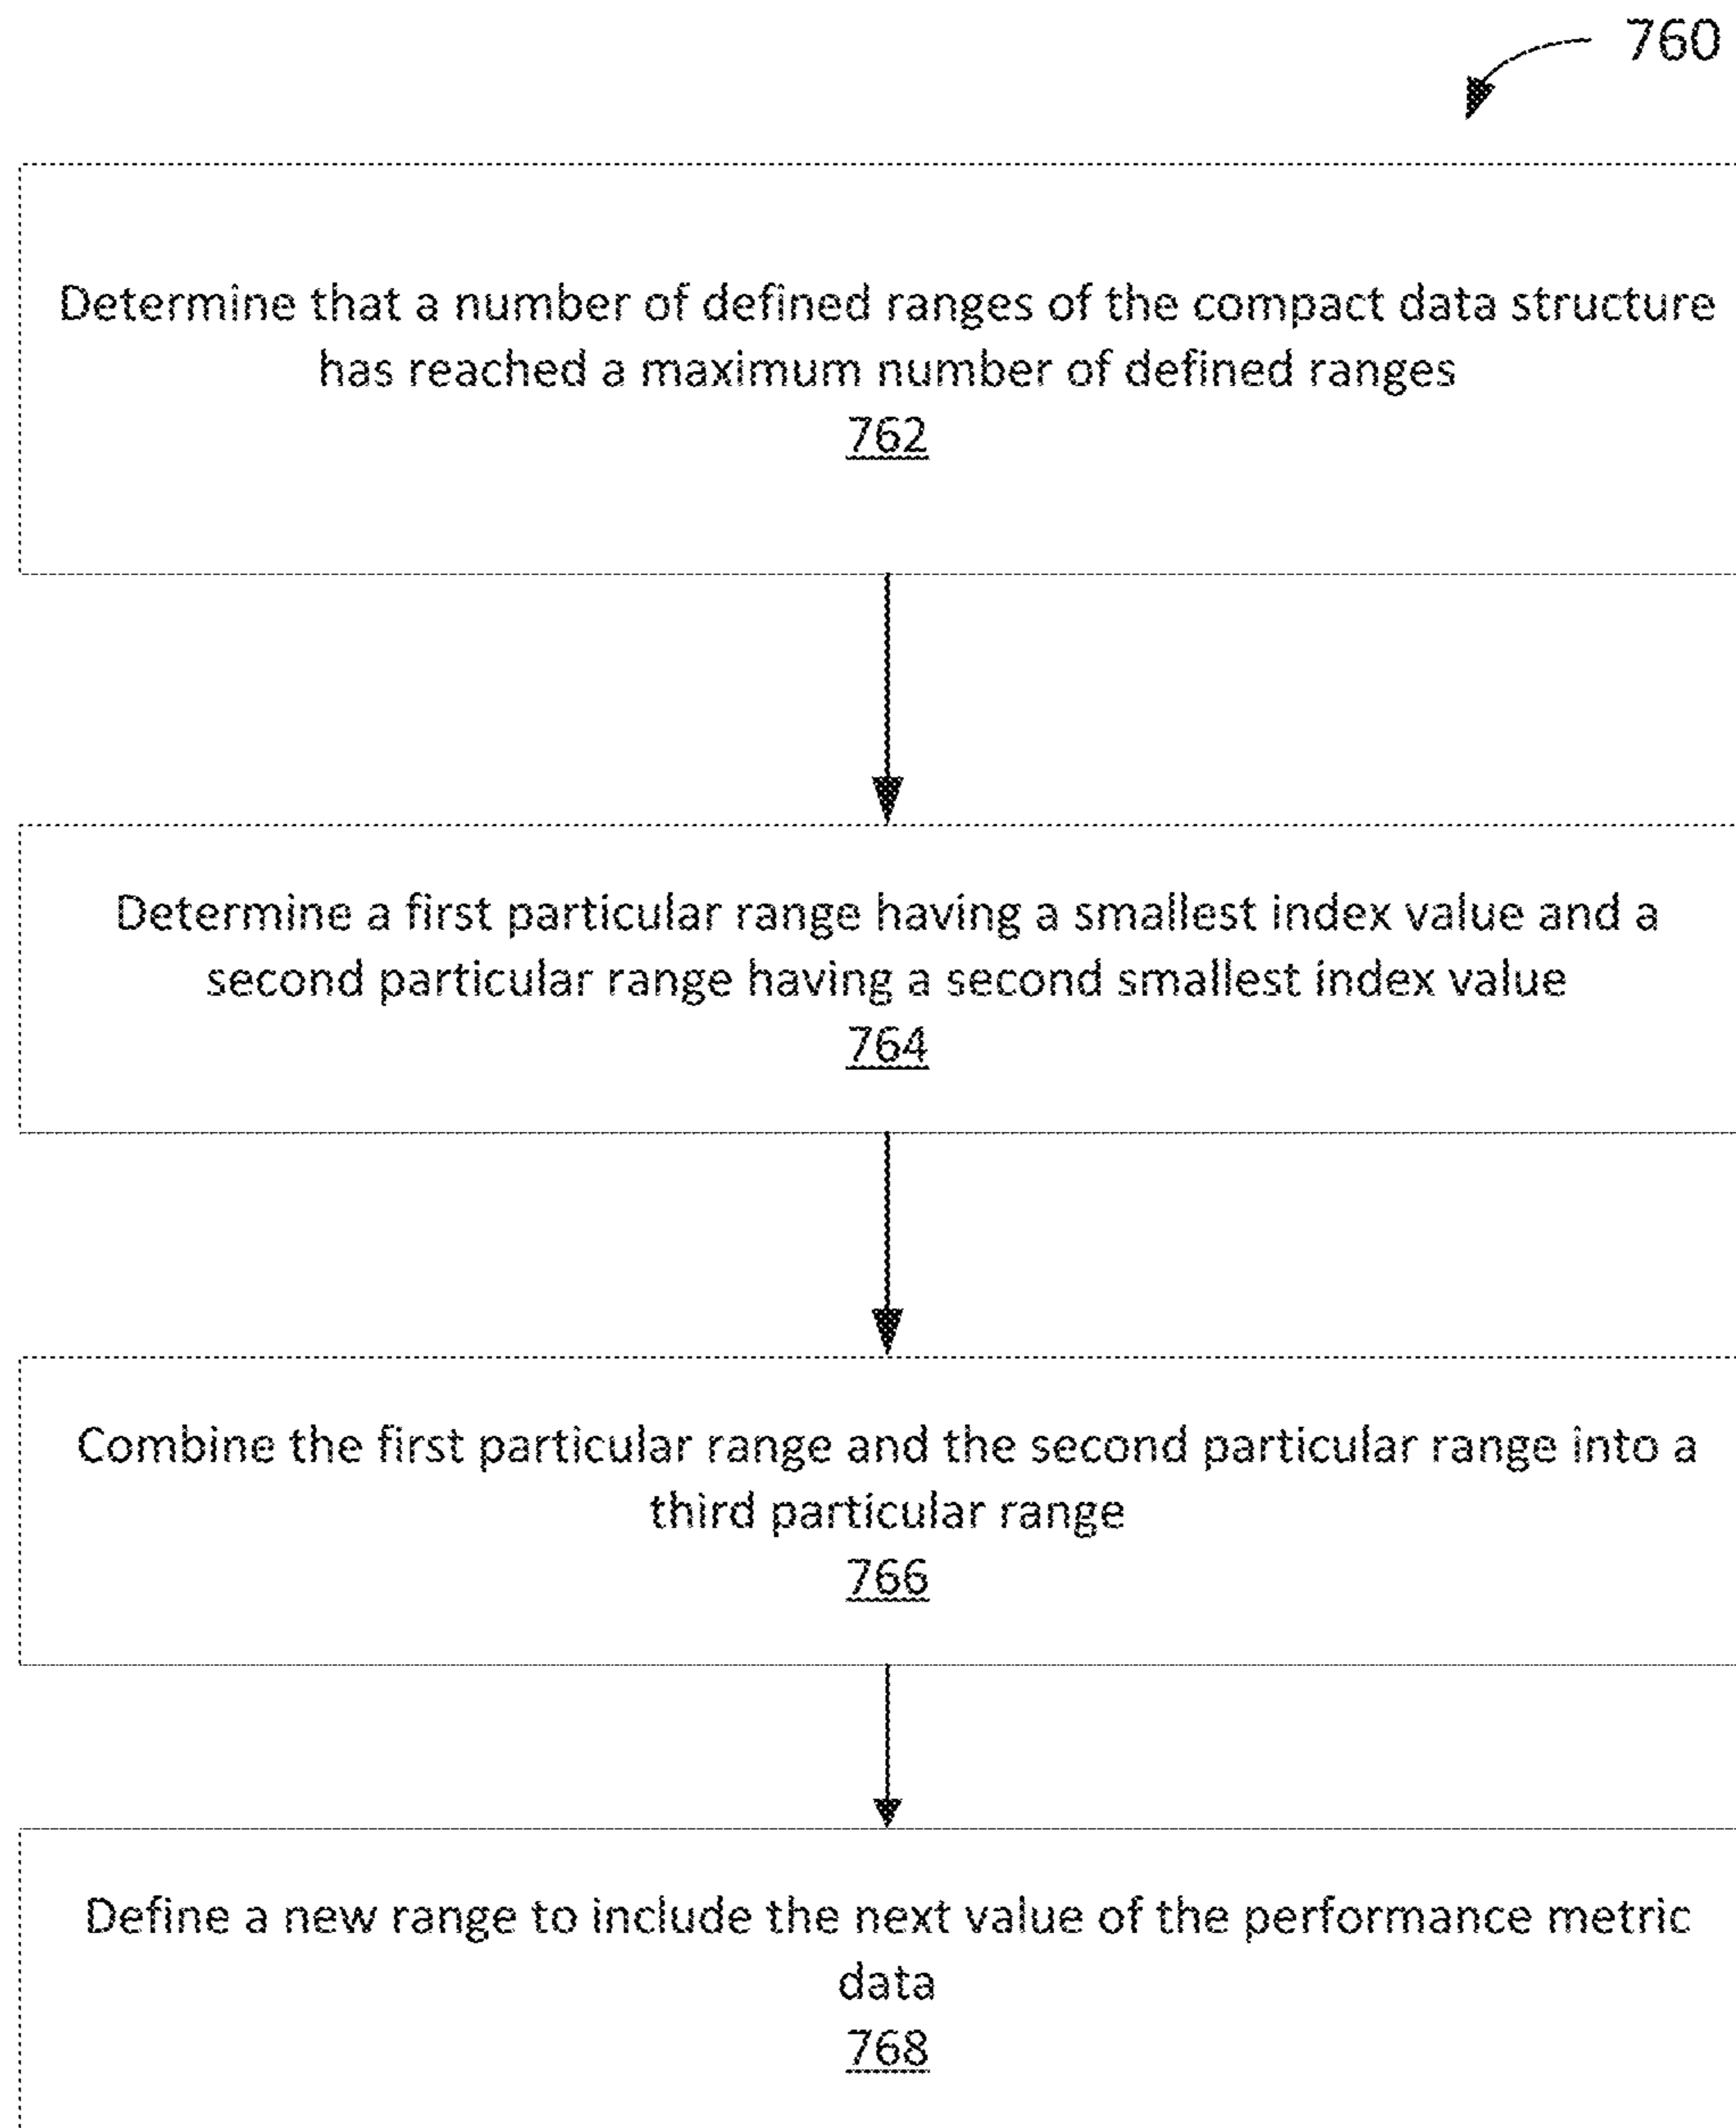 760
Determine that a number of defined ranges of the compact data structure
has reached a maximum number of defined ranges
762
Determine a first particular range having a smallest index value and a
second particular range having a second smallest index value
764
Combine the first particular range and the second particular range into a
third particular range
766
Define a new range to include the next value of the performance metric
data
768